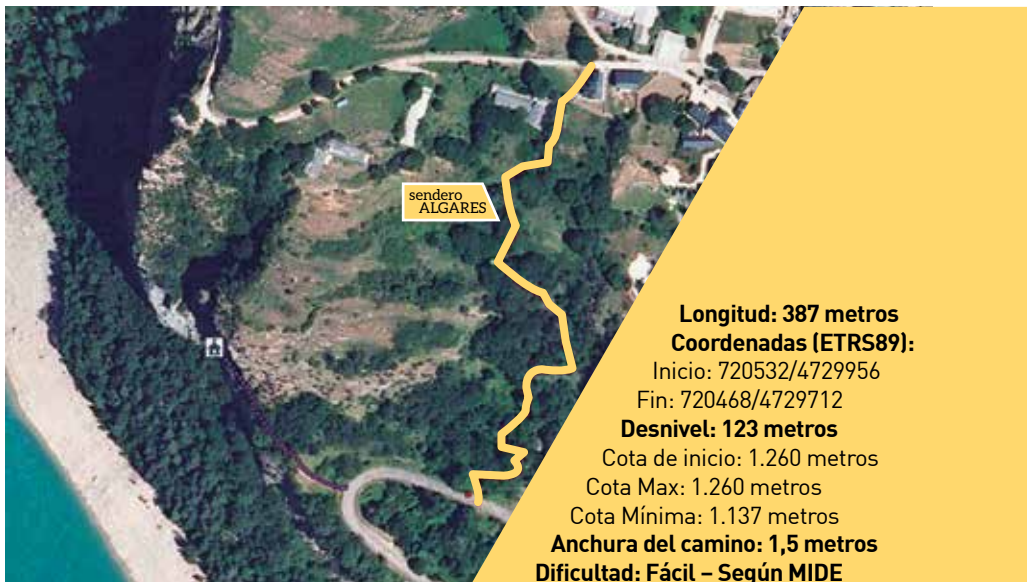 sendero
ALGARES
Longitud: 387 metros
Coordenadas (ETRS89):
Inicio: 720532/4729956
Fin: 720468/4729712
Desnivel: 123 metros
Cota de inicio: 1.260 metros
Cota Max: 1.260 metros
Cota Mínima: 1.137 metros
Anchura del camino: 1,5 metros
Dificultad: Fácil – Según MIDE